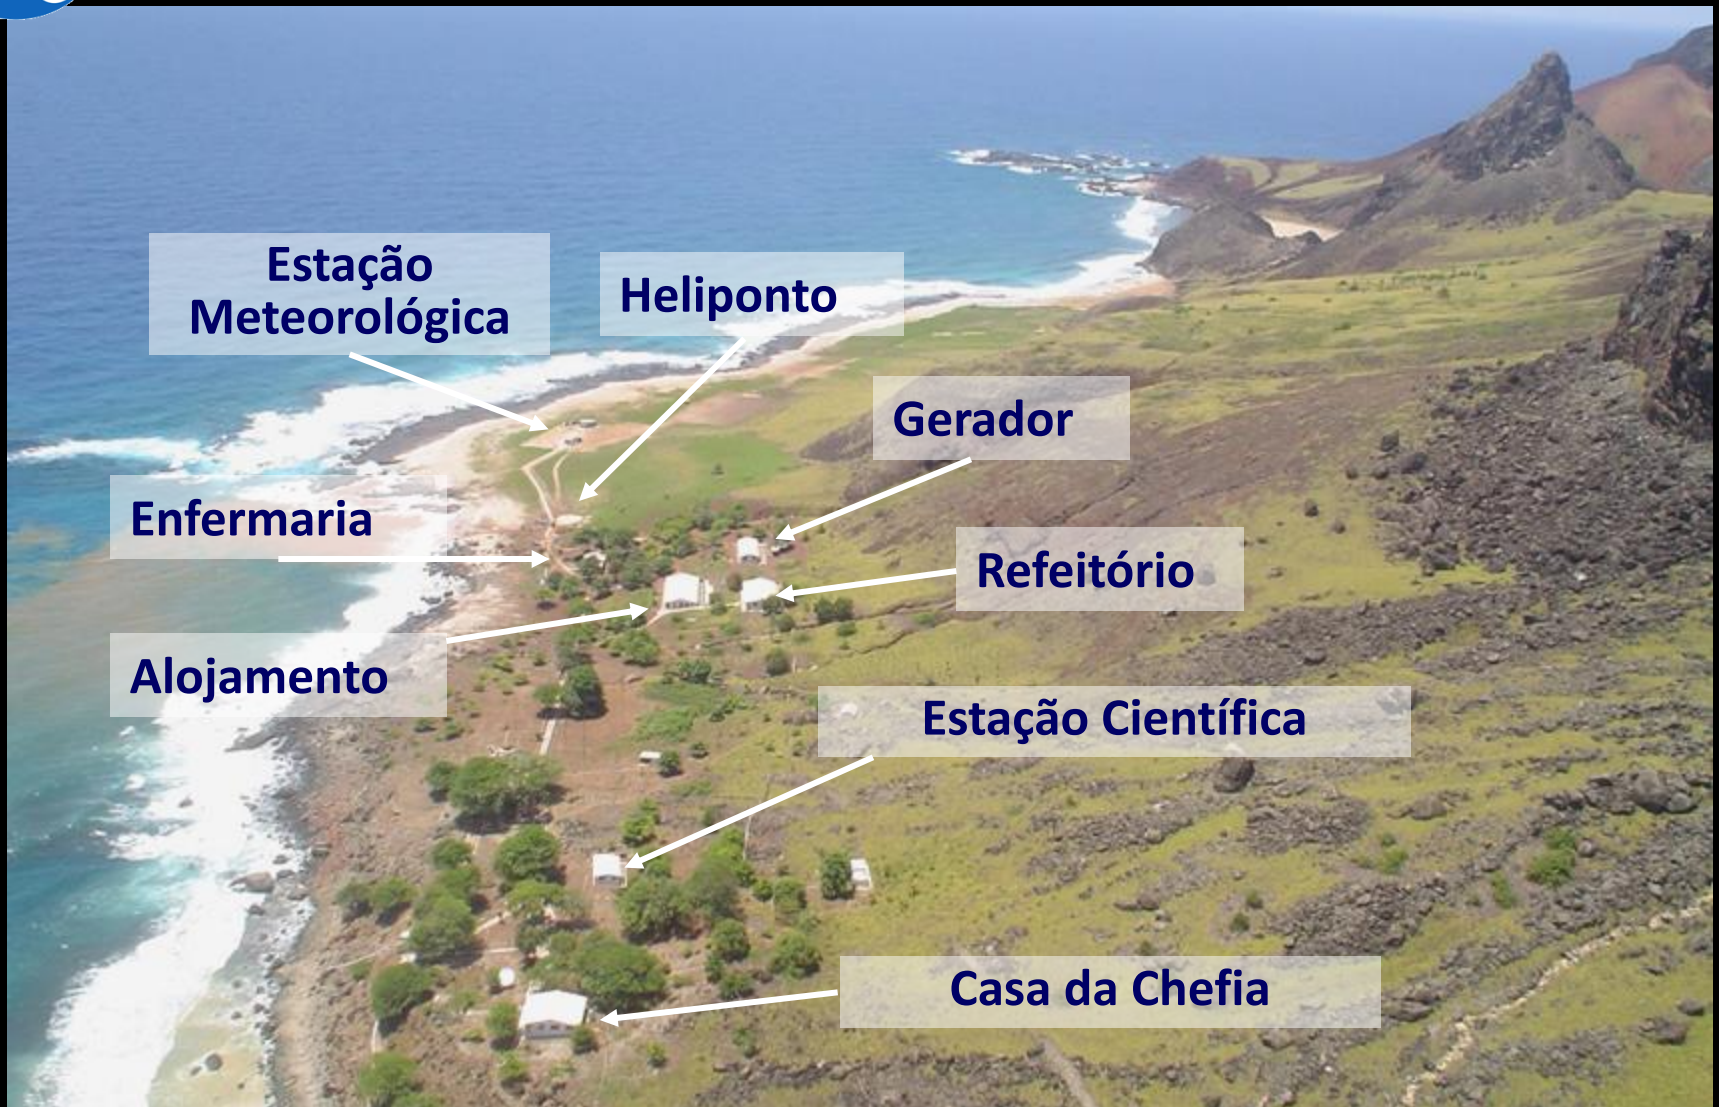 Estação
Meteorológica
Heliponto
Gerador
Enfermaria
Refeitório
Alojamento
Estação Científica
Casa da Chefia